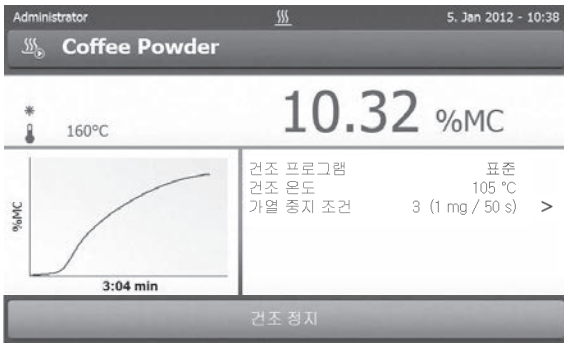 Administrator 5. Jan 2012 - 10:38
Coffee Powder
160°C
10.32 %MC
%MC
3:04 min
건조 프로그램 표준
건조 온도 105 °C
가열 중지 조건 3 (1 mg / 50 s) >
건조 정지